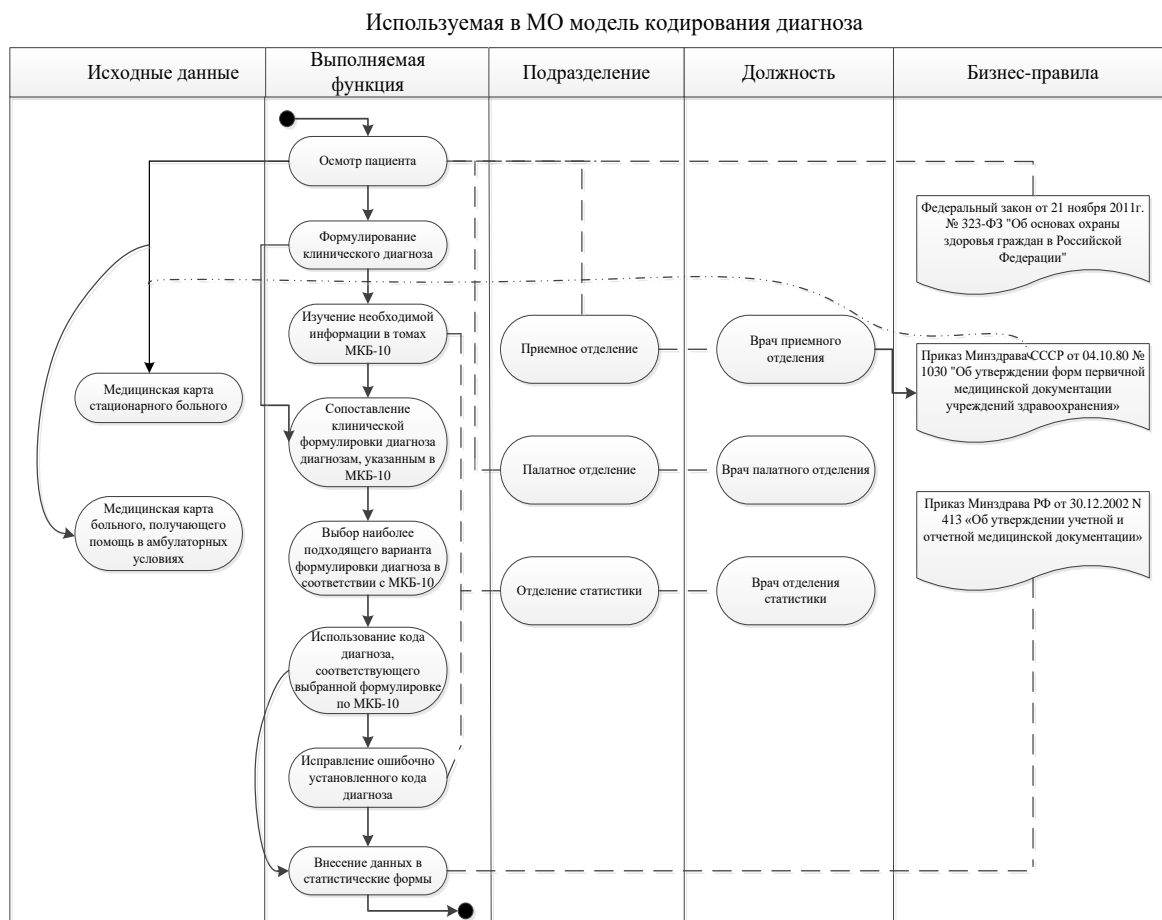 Используемая в МО модель кодирования диагноза
Исходные данные
Выполняемая
функция
Подразделение
Должность
Бизнес-правила
Осмотр пациента
Формулирование
клинического диагноза
Изучение необходимой
информации в томах
МКБ-10
Сопоставление
клинической
формулировки диагноза
диагнозам, указанным в
МКБ-10
Выбор наиболее
подходящего варианта
формулировки диагноза в
соответствии с МКБ-10
Использование кода
диагноза,
соответствующего
выбранной формулировке
по МКБ-10
Исправление ошибочно
установленного кода
диагноза
Внесение данных в
статистические формы
Медицинская карта
стационарного больного
Медицинская карта
больного, получающего
помощь в амбулаторных
условиях
Приемное отделение
Палатное отделение
Отделение статистики
Врач приемного
отделения
Врач палатного отделения
Врач отделения
статистики
Федеральный закон от 21 ноября 2011г.
№ 323-ФЗ "Об основах охраны
здоровья граждан в Российской
Федерации"
Приказ Минздрава СССР от 04.10.80 №
1030 "Об утверждении форм первичной
медицинской документации
учреждений здравоохранения»
Приказ Минздрава РФ от 30.12.2002 N
413 «Об утверждении учетной и
отчетной медицинской документации»